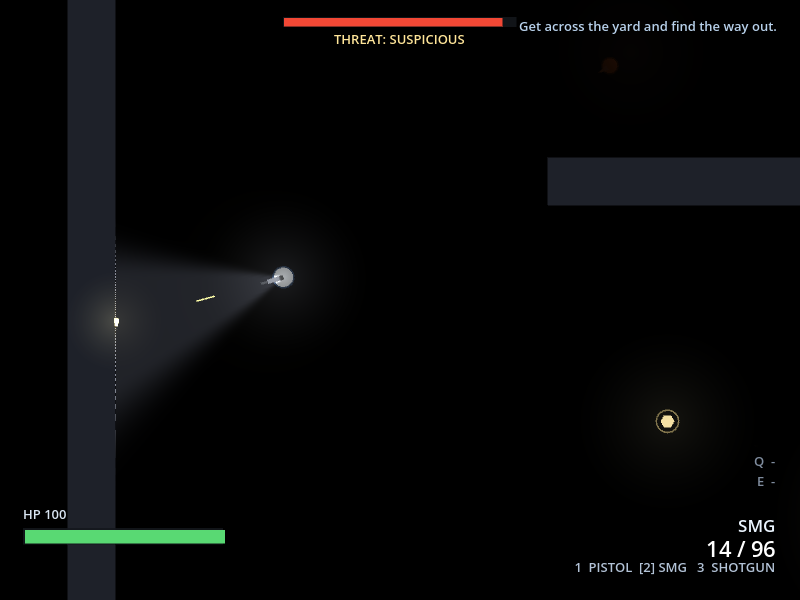 Get across the yard and find the way out.
THREAT: SUSPICIOUS
Q -
E -
HP 100
SMG
14 / 96
1 PISTOL [2] SMG 3 SHOTGUN